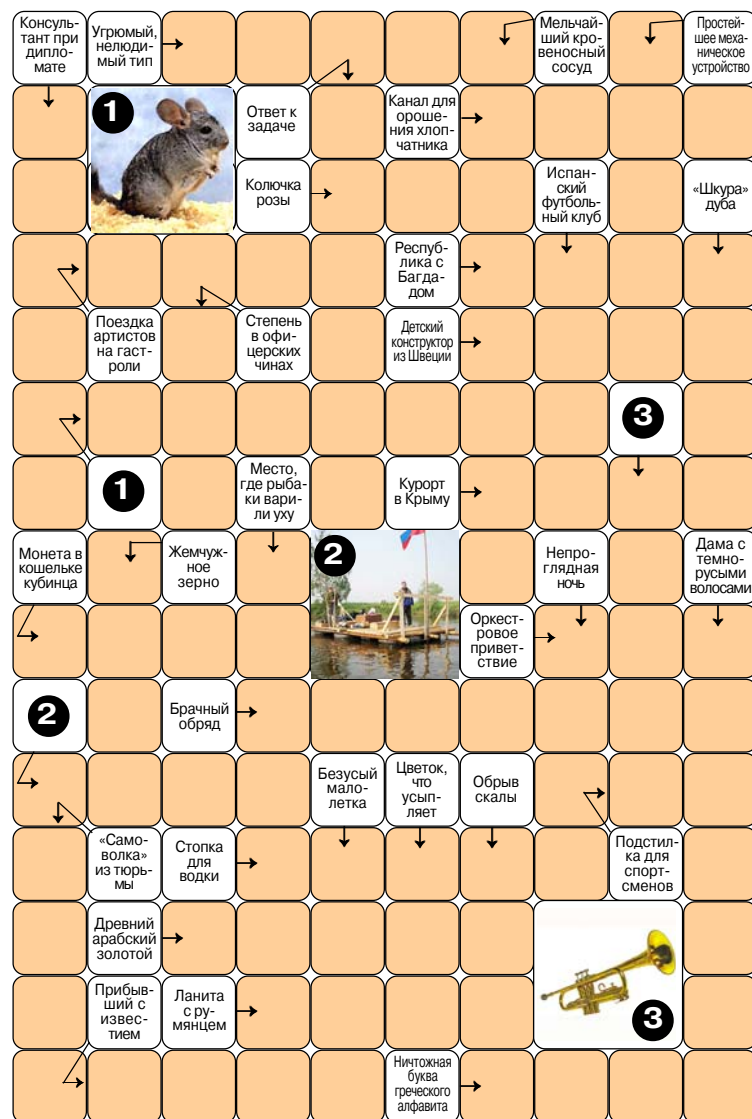 Консуль-
тант при
дипло-
мате
Угрюмый,
нелюди-
мый тип
Мельчай-
ший кро-
веносный
сосуд
Простей-
шее меха-
ническое
устройство
1
Ответ к
задаче
Канал для
ороше-
ния хлоп-
чатника
Колючка
розы
Испан-
ский
футболь-
ный клуб
«Шкура»
дуба
Респуб-
лика с
Багда-
дом
Поездка
артистов
на гаст-
роли
Степень
в офи-
церских
чинах
Детский
конструктор
из Швеции
3
1
Место,
где рыба-
ки вари-
ли уху
Курорт
в Крыму
Монета в
кошельке
кубинца
Жемчуж-
ное
зерно
2
Непро-
глядная
ночь
Дама с
темно-
русыми
волосами
Оркест-
ровое
привет-
ствие
2
Брачный
обряд
Безусый
мало-
летка
Цветок,
что
усып-
ляет
Обрыв
скалы
«Само-
волка»
из тюрь-
мы
Стопка
для
водки
Подстил-
ка для
спорт-
сменов
Древний
арабский
золотой
Прибыв-
ший с
извес-
тием
Ланита
с ру-
мянцем
3
Ничтожная
буква
греческого
алфавита